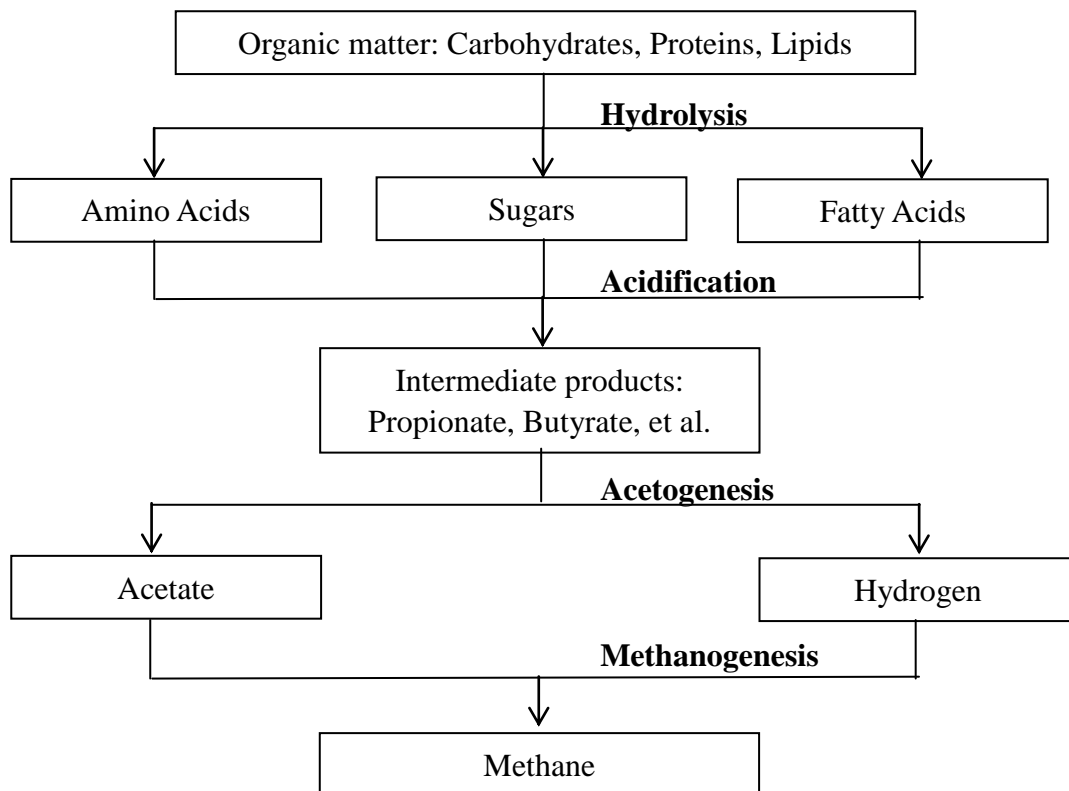 Organic matter: Carbohydrates, Proteins, Lipids
Hydrolysis
Amino Acids
Sugars
Fatty Acids
Acidification
Intermediate products:
Propionate, Butyrate, et al.
Acetogenesis
Acetate
Hydrogen
Methanogenesis
Methane